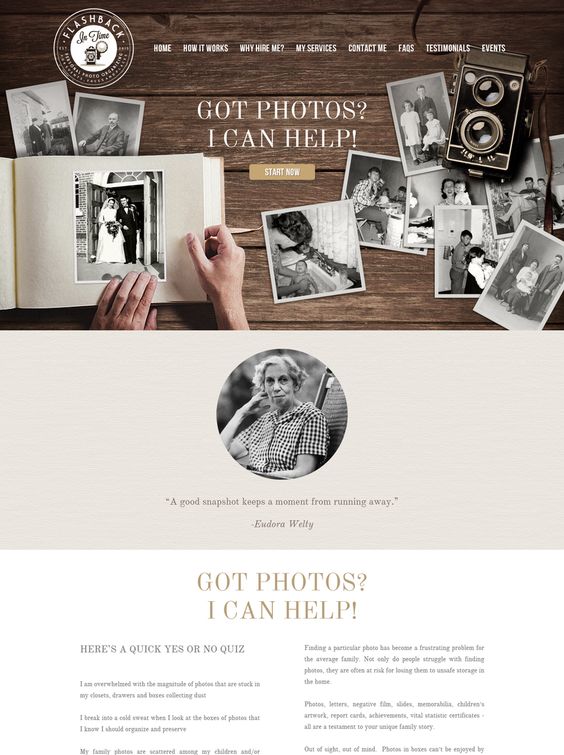 FLASHBACK
In Time
PERSONAL PHOTO ORGANIZING
HOME HOW IT WORKS WHY HIRE ME? MY SERVICES CONTACT ME FAQS TESTIMONIALS EVENTS
GOT PHOTOS?
I CAN HELP!
START NOW
“A good snapshot keeps a moment from running away.”
-Eudora Welty
GOT PHOTOS?
I CAN HELP!
HERE'S A QUICK YES OR NO QUIZ
I am overwhelmed with the magnitude of photos that are stuck in
my closets, drawers and boxes collecting dust
I break into a cold sweat when I look at the boxes of photos that
I know I should organize and preserve
My family photos are scattered among my children and/or
Finding a particular photo has become a frustrating problem for
the average family. Not only do people struggle with finding
photos, they are often at risk for losing them to unsafe storage in
the home.
Photos, letters, negative film, slides, memorabilia, children's
artwork, report cards, achievements, vital statistic certificates -
all are a testament to your unique family story.
Out of sight, out of mind. Photos in boxes can't be enjoyed by